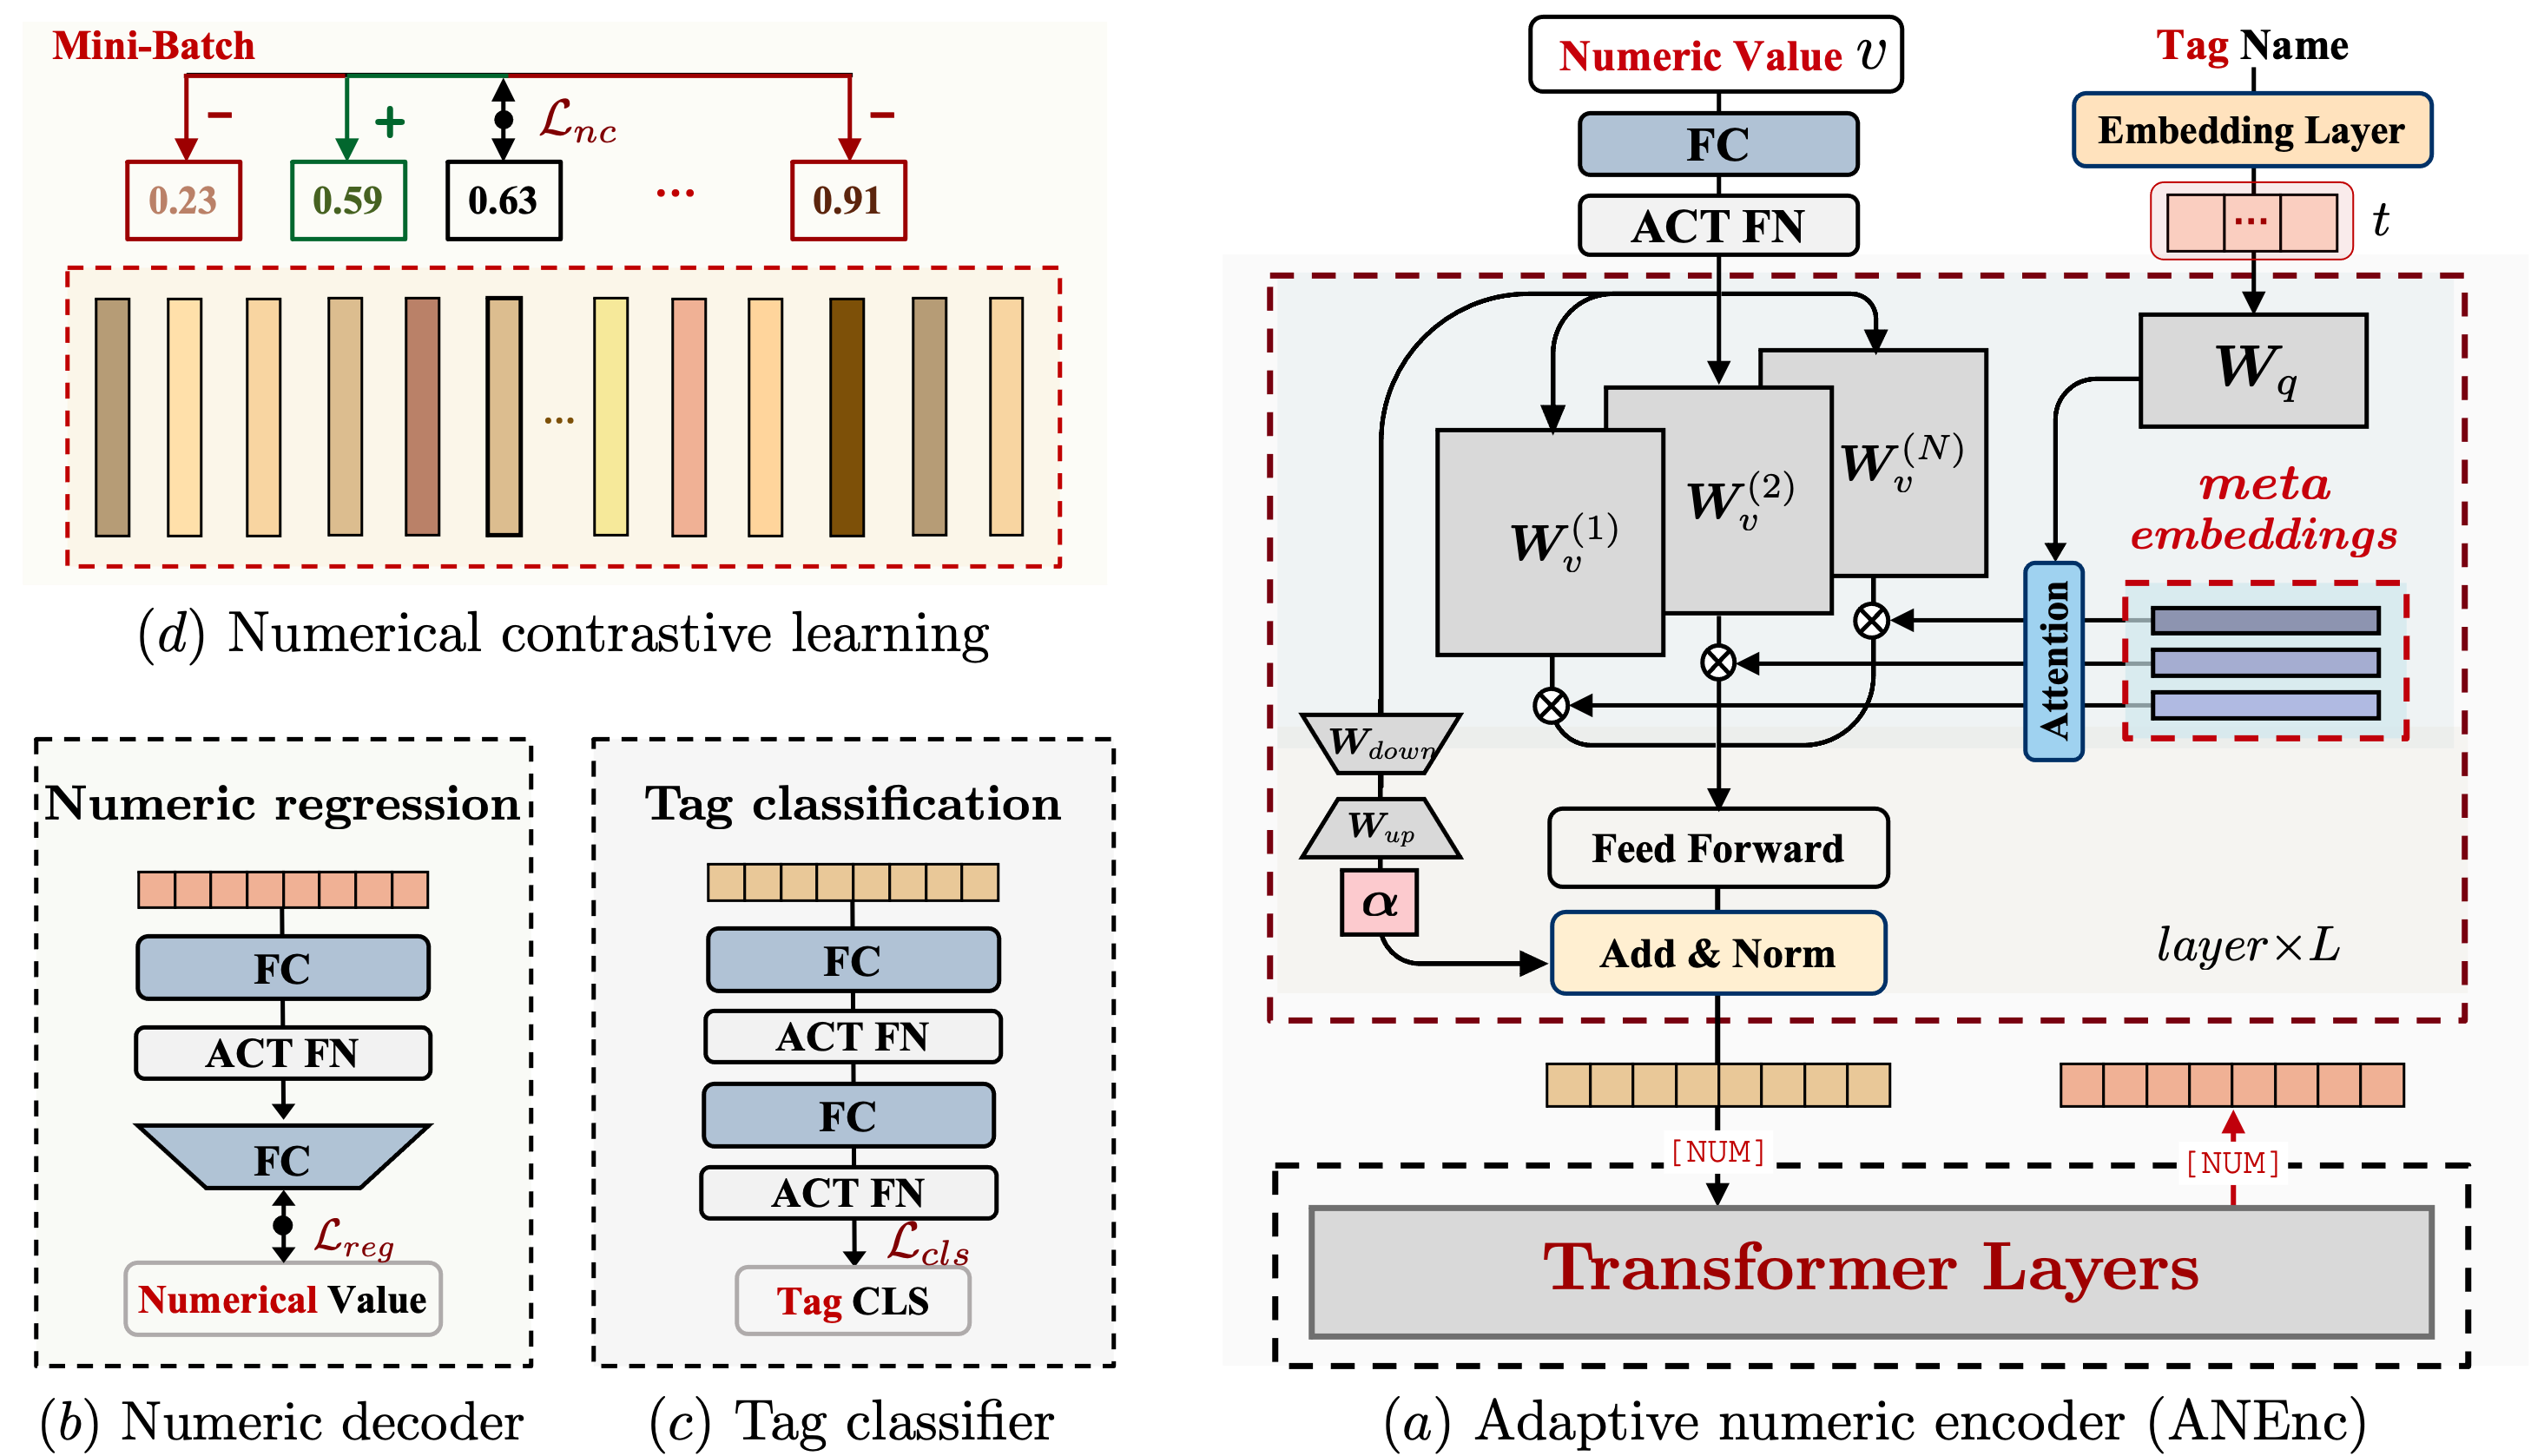 Mini-Batch
− + $\mathcal{L}_{nc}$ −
0.23 0.59 0.63 ... 0.91
...
(d) Numerical contrastive learning
Numeric regression
FC
ACT FN
FC
$\mathcal{L}_{reg}$
Numerical Value
(b) Numeric decoder
Tag classification
FC
ACT FN
FC
ACT FN
$\mathcal{L}_{cls}$
Tag CLS
(c) Tag classifier
Numeric Value $v$
FC
ACT FN
Tag Name
Embedding Layer
... $t$
$W_q$
$W_v^{(1)}$ $W_v^{(2)}$ $W_v^{(N)}$
meta
embeddings
Attention
$W_{down}$
$W_{up}$
α
Feed Forward
Add & Norm
layer×L
[NUM] [NUM]
Transformer Layers
(a) Adaptive numeric encoder (ANEnc)